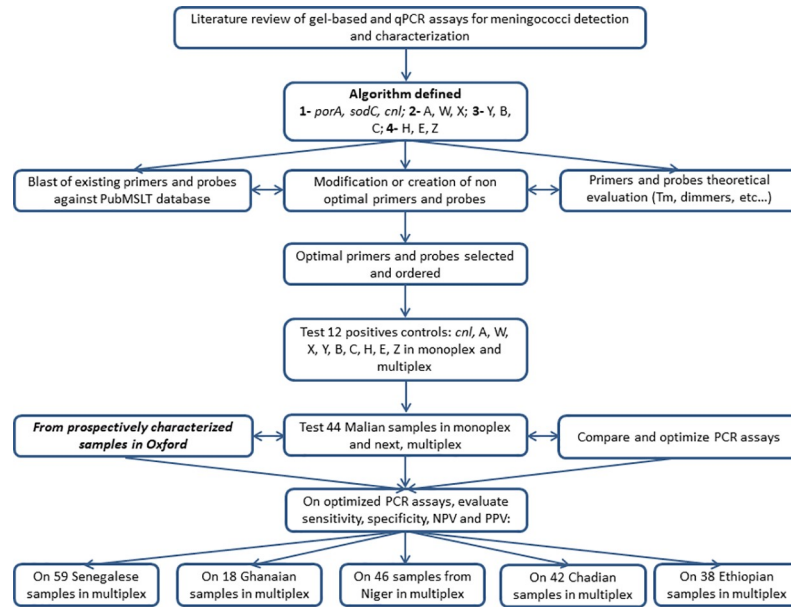 Literature review of gel-based and qPCR assays for meningococci detection
and characterization
Algorithm defined
1- porA, sodC, cnl; 2- A, W, X; 3- Y, B,
C; 4- H, E, Z
Blast of existing primers and probes
against PubMSLT database
Modification or creation of non
optimal primers and probes
Primers and probes theoretical
evaluation (Tm, dimmers, etc...)
Optimal primers and probes selected
and ordered
Test 12 positives controls: cnl, A, W,
X, Y, B, C, H, E, Z in monoplex and
multiplex
From prospectively characterized
samples in Oxford
Test 44 Malian samples in monoplex
and next, multiplex
Compare and optimize PCR assays
On optimized PCR assays, evaluate
sensitivity, specificity, NPV and PPV:
On 59 Senegalese
samples in multiplex
On 18 Ghanaian
samples in multiplex
On 46 samples from
Niger in multiplex
On 42 Chadian
samples in multiplex
On 38 Ethiopian
samples in multiplex